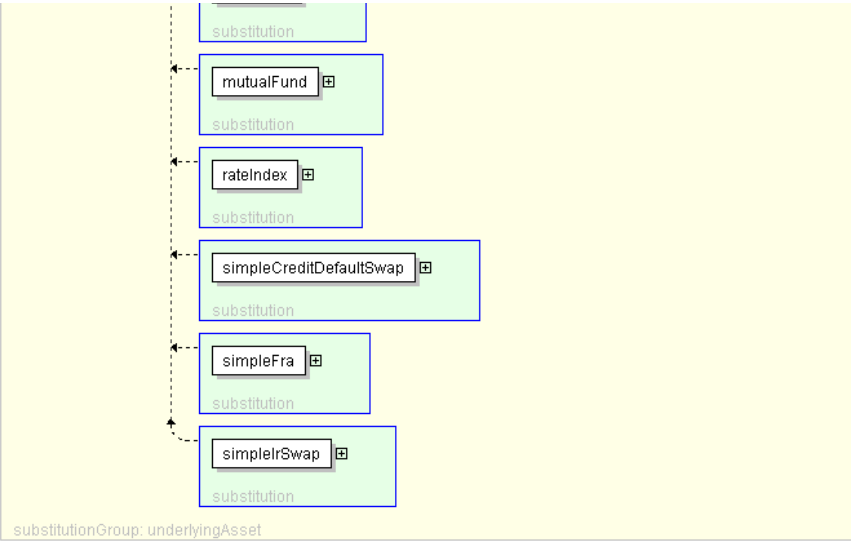 substitution
mutualFund
substitution
rateIndex
substitution
simpleCreditDefaultSwap
substitution
simpleFra
substitution
simpleIrSwap
substitution
substitutionGroup: underlyingAsset